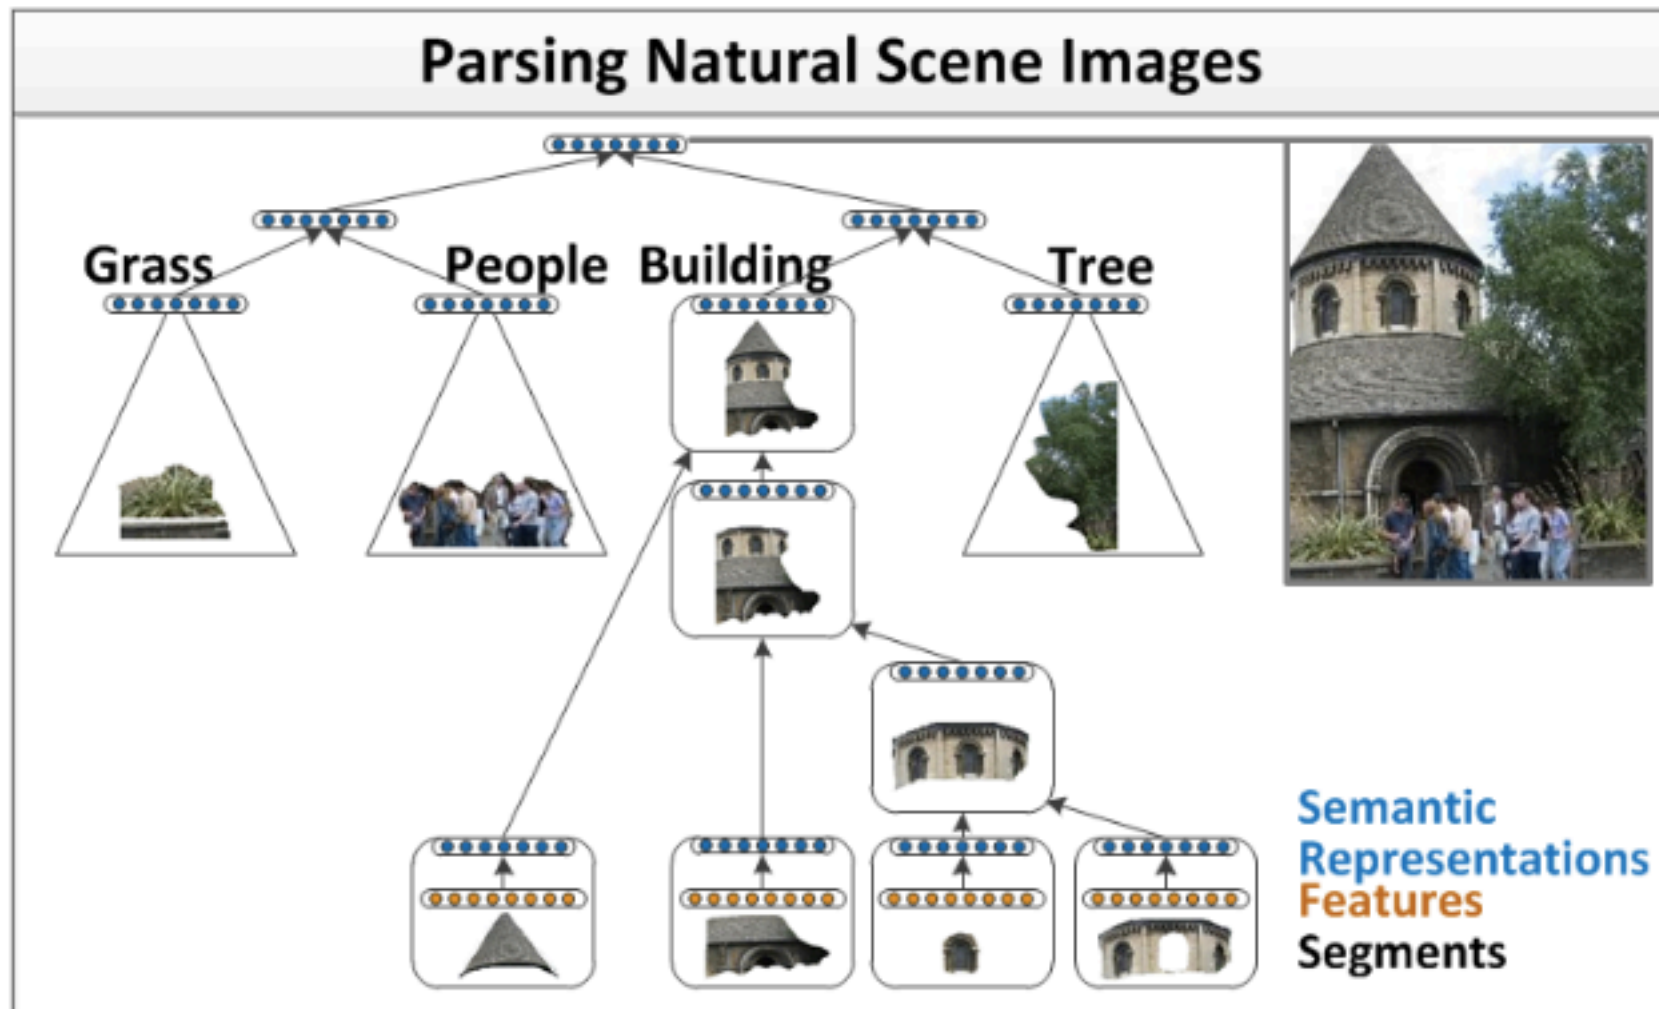 Parsing Natural Scene Images
Grass
People
Building
Tree
Semantic
Representations
Features
Segments